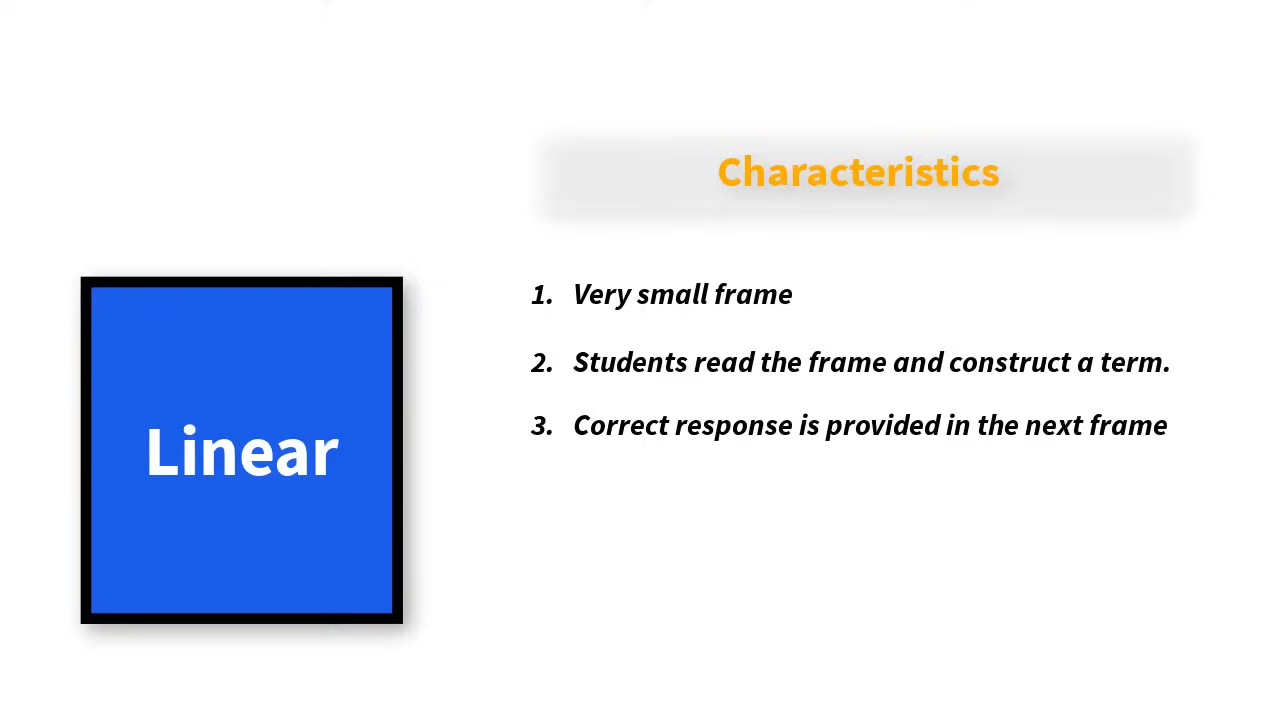 Characteristics
1. Very small frame
2. Students read the frame and construct a term.
3. Correct response is provided in the next frame
Linear